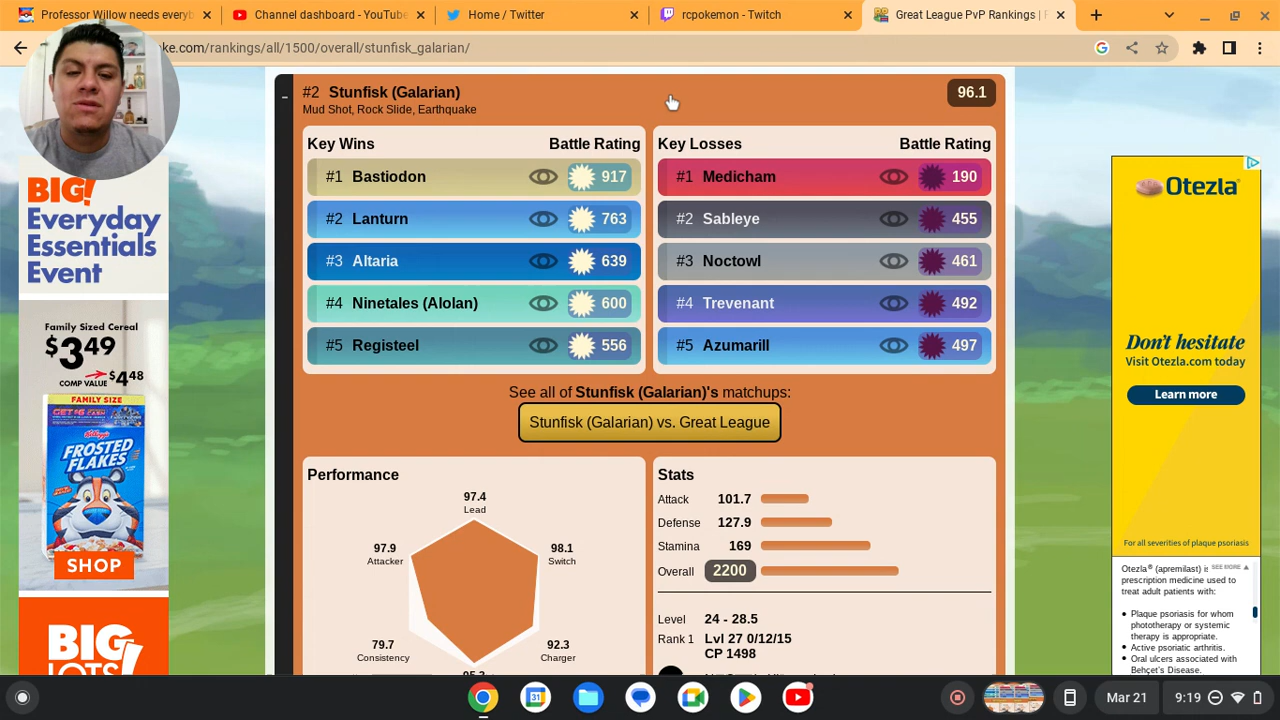 Professor Willow needs everyb
Channel dashboard - YouTube
Home / Twitter
rcpokemon - Twitch
Great League PvP Rankings | P
ke.com/rankings/all/1500/overall/stunfisk_galarian/
#2 Stunfisk (Galarian)
96.1
Mud Shot, Rock Slide, Earthquake
Key Wins Battle Rating
#1 Bastiodon 917
#2 Lanturn 763
#3 Altaria 639
#4 Ninetales (Alolan) 600
#5 Registeel 556
Key Losses Battle Rating
#1 Medicham 190
#2 Sableye 455
#3 Noctowl 461
#4 Trevenant 492
#5 Azumarill 497
See all of Stunfisk (Galarian)'s matchups:
Stunfisk (Galarian) vs. Great League
Performance
97.4
Lead
97.9
Attacker
98.1
Switch
79.7
Consistency
92.3
Charger
Stats
Attack 101.7
Defense 127.9
Stamina 169
Overall 2200
Level 24 - 28.5
Rank 1 Lvl 27 0/12/15
CP 1498
BIG!
Everyday
Essentials
Event
Family Sized Cereal
$3.49
COMP VALUE $4.48
FAMILY SIZE
Kellogg's
FROSTED
FLAKES
SHOP
BIG
LOTS!
Otezla®
Don't hesitate
Visit Otezla.com today
Learn more
For all severities of plaque psoriasis
Otezla® (apremilast) is
SEE MORE
prescription medicine used to
treat adult patients with:
Plaque psoriasis for whom
phototherapy or systemic
therapy is appropriate.
Active psoriatic arthritis.
Oral ulcers associated with
Behçet's Disease.
31
Mar 21
9:19